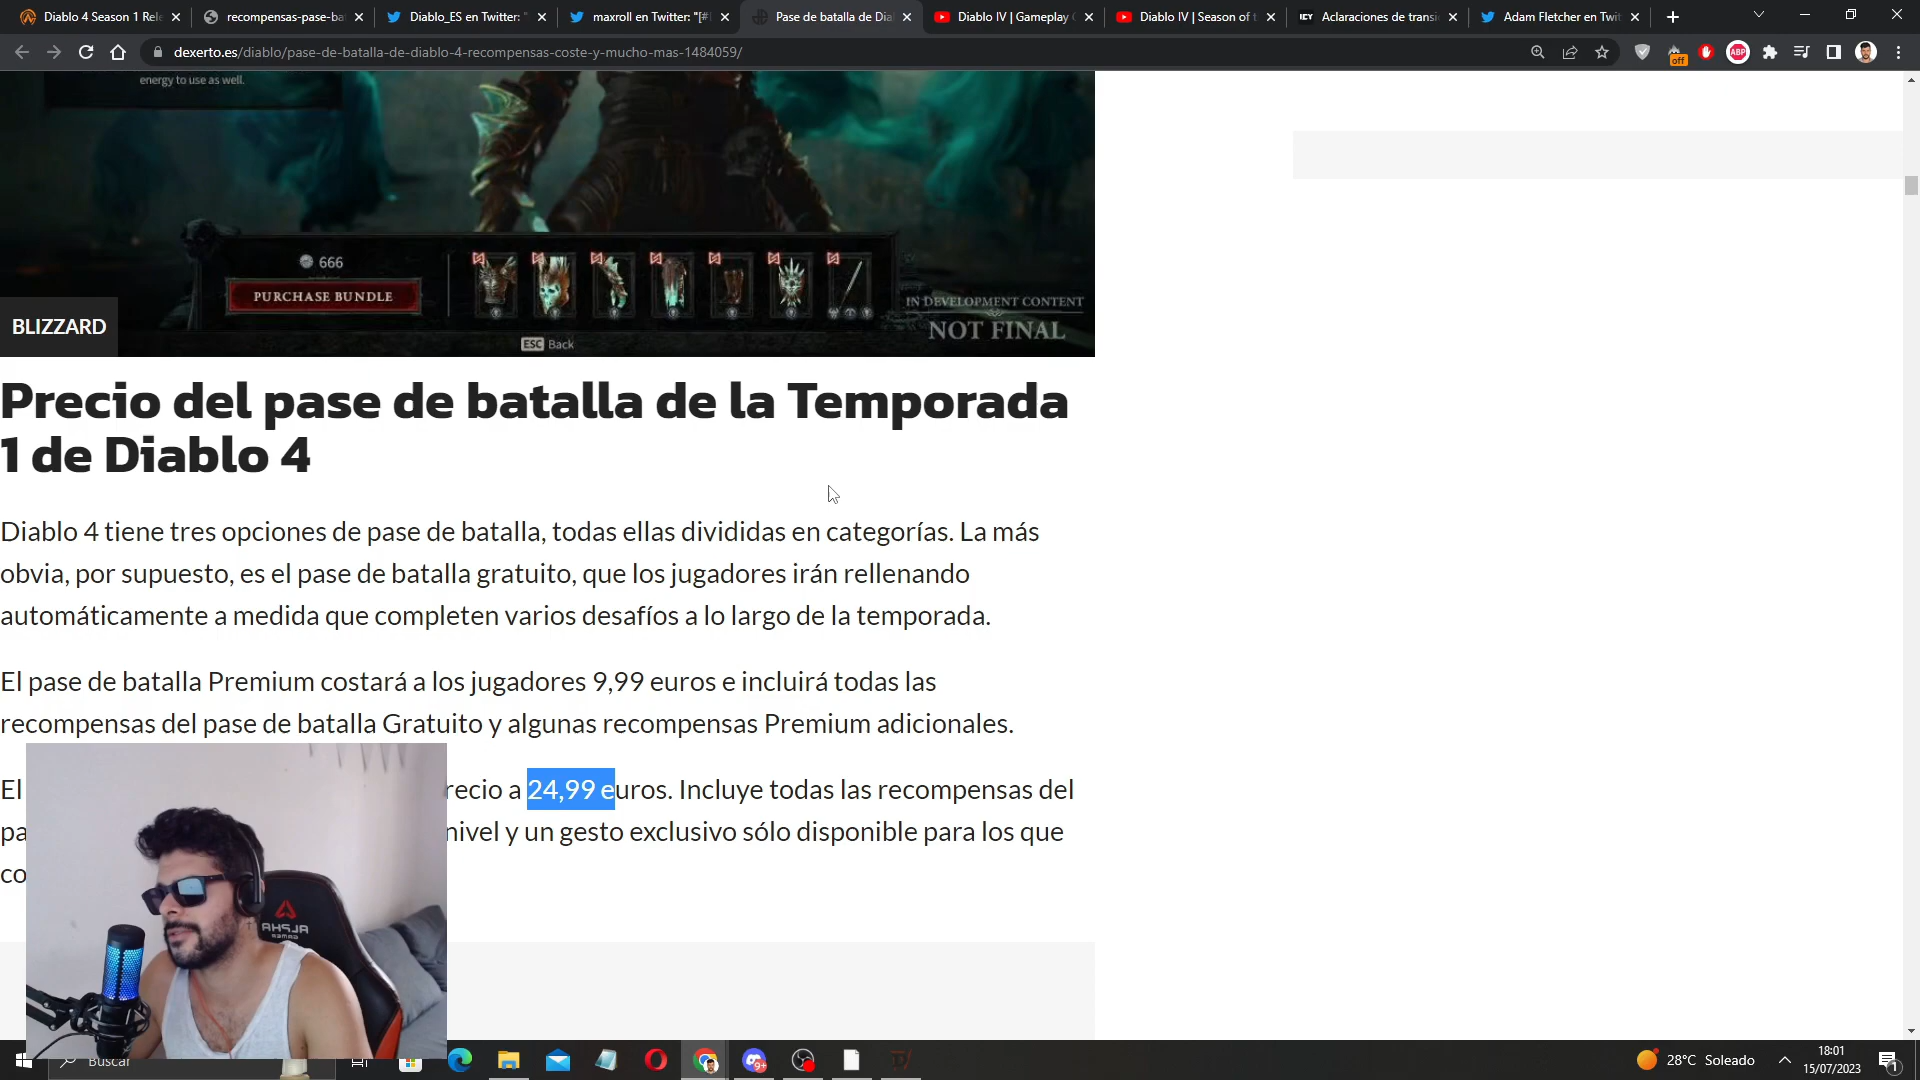 Diablo 4 Season 1 Rele
recompensas-pase-ba
Diablo_ES en Twitter: "
maxroll en Twitter: "[#
Pase de batalla de Dia
Diablo IV | Gameplay
Diablo IV | Season of t
ICY Aclaraciones de transi
Adam Fletcher en Twit
dexerto.es/diablo/pase-de-batalla-de-diablo-4-recompensas-coste-y-mucho-mas-1484059/
off
ABP
energy to use as well.
666
PURCHASE BUNDLE
IN DEVELOPMENT CONTENT
NOT FINAL
BLIZZARD
ESC Back
Precio del pase de batalla de la Temporada
1 de Diablo 4
Diablo 4 tiene tres opciones de pase de batalla, todas ellas divididas en categorías. La más
obvia, por supuesto, es el pase de batalla gratuito, que los jugadores irán rellenando
automáticamente a medida que completen varios desafíos a lo largo de la temporada.
El pase de batalla Premium costará a los jugadores 9,99 euros e incluirá todas las
recompensas del pase de batalla Gratuito y algunas recompensas Premium adicionales.
El recio a 24,99 euros. Incluye todas las recompensas del
pa nivel y un gesto exclusivo sólo disponible para los que
co
ALPHA
GAMER
Buscar
9+
28°C Soleado
18:01
15/07/2023
1